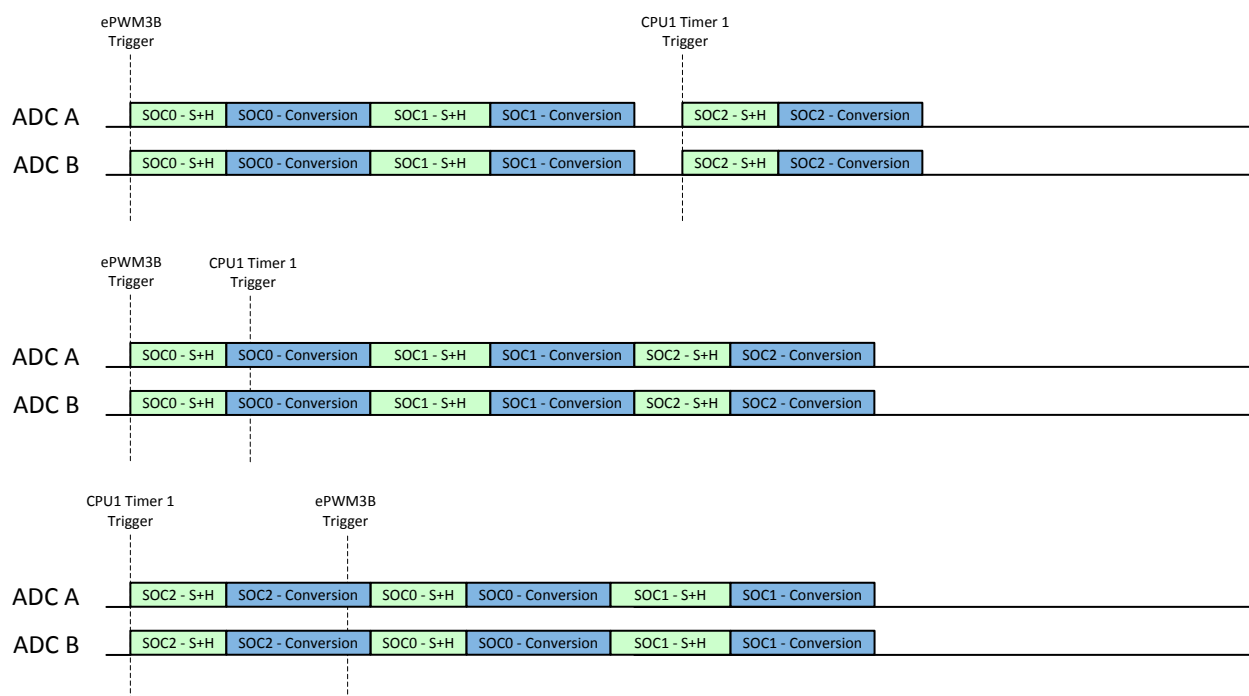 ePWM3B CPU1 Timer 1
Trigger Trigger
ADC A SOC0 - S+H SOC0 - Conversion SOC1 - S+H SOC1 - Conversion SOC2 - S+H SOC2 - Conversion
ADC B SOC0 - S+H SOC0 - Conversion SOC1 - S+H SOC1 - Conversion SOC2 - S+H SOC2 - Conversion
ePWM3B CPU1 Timer 1
Trigger Trigger
ADC A SOC0 - S+H SOC0 - Conversion SOC1 - S+H SOC1 - Conversion SOC2 - S+H SOC2 - Conversion
ADC B SOC0 - S+H SOC0 - Conversion SOC1 - S+H SOC1 - Conversion SOC2 - S+H SOC2 - Conversion
CPU1 Timer 1 ePWM3B
Trigger Trigger
ADC A SOC2 - S+H SOC2 - Conversion SOC0 - S+H SOC0 - Conversion SOC1 - S+H SOC1 - Conversion
ADC B SOC2 - S+H SOC2 - Conversion SOC0 - S+H SOC0 - Conversion SOC1 - S+H SOC1 - Conversion